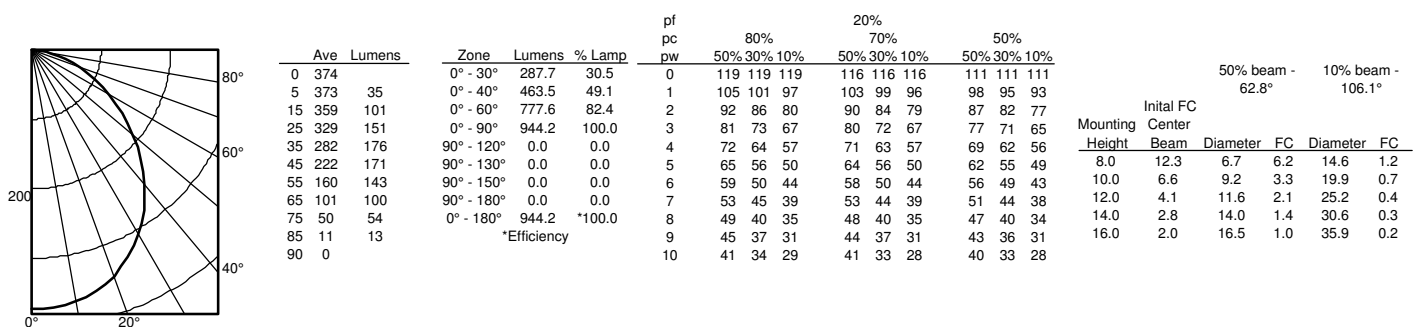 80°
60°
200
40°
0° 20°
Ave Lumens
0 374
5 373 35
15 359 101
25 329 151
35 282 176
45 222 171
55 160 143
65 101 100
75 50 54
85 11 13
90 0
Zone Lumens % Lamp
0° - 30° 287.7 30.5
0° - 40° 463.5 49.1
0° - 60° 777.6 82.4
0° - 90° 944.2 100.0
90° - 120° 0.0 0.0
90° - 130° 0.0 0.0
90° - 150° 0.0 0.0
90° - 180° 0.0 0.0
0° - 180° 944.2 *100.0
*Efficiency
pf 20%
pc 80% 70% 50%
pw 50% 30% 10% 50% 30% 10% 50% 30% 10%
0 119 119 119 116 116 116 111 111 111
1 105 101 97 103 99 96 98 95 93
2 92 86 80 90 84 79 87 82 77
3 81 73 67 80 72 67 77 71 65
4 72 64 57 71 63 57 69 62 56
5 65 56 50 64 56 50 62 55 49
6 59 50 44 58 50 44 56 49 43
7 53 45 39 53 44 39 51 44 38
8 49 40 35 48 40 35 47 40 34
9 45 37 31 44 37 31 43 36 31
10 41 34 29 41 33 28 40 33 28
50% beam - 10% beam -
62.8° 106.1°
Inital FC
Mounting Center
Height Beam Diameter FC Diameter FC
8.0 12.3 6.7 6.2 14.6 1.2
10.0 6.6 9.2 3.3 19.9 0.7
12.0 4.1 11.6 2.1 25.2 0.4
14.0 2.8 14.0 1.4 30.6 0.3
16.0 2.0 16.5 1.0 35.9 0.2